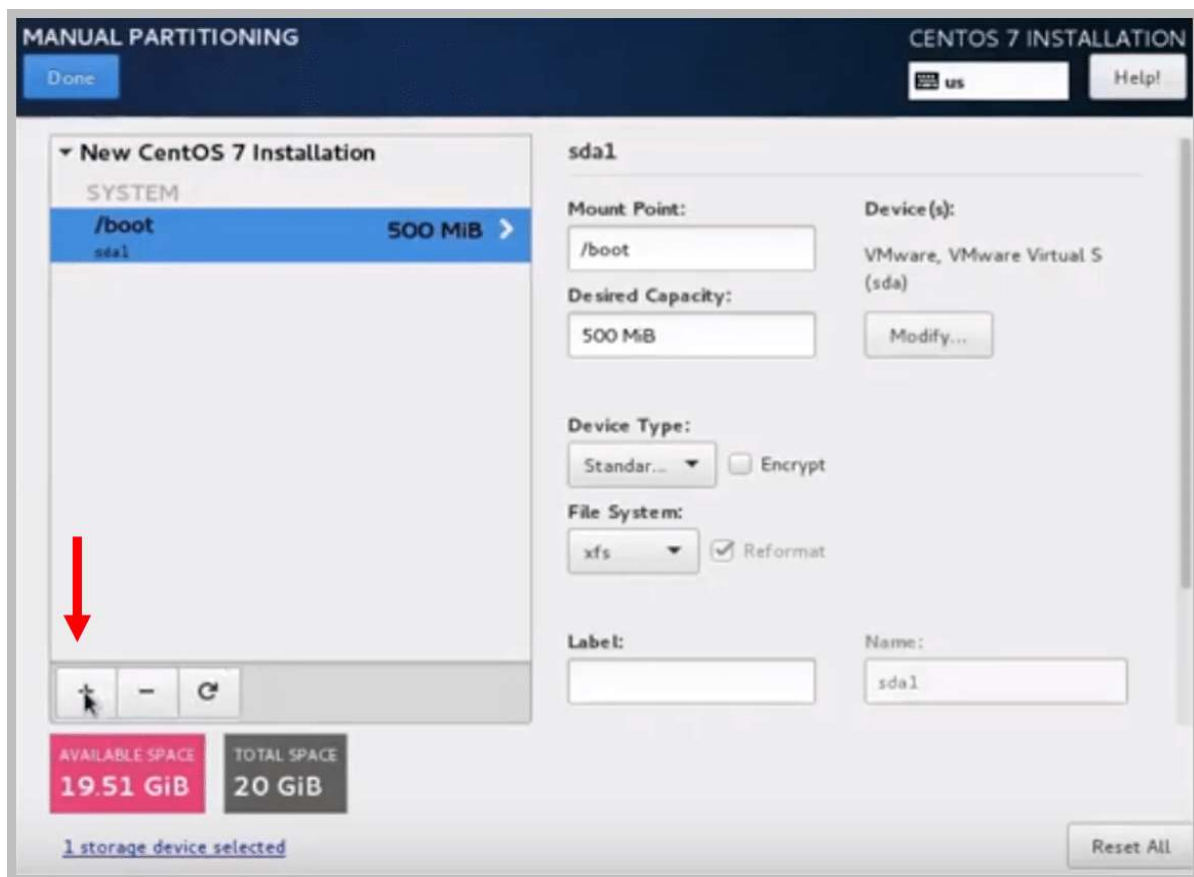 MANUAL PARTITIONING
CENTOS 7 INSTALLATION
Done
us
Help!
New CentOS 7 Installation
SYSTEM
/boot
500 MiB
sda1
sda1
Mount Point:
/boot
Desired Capacity:
500 MiB
Device(s):
VMware, VMware Virtual S
(sda)
Modify...
Device Type:
Standar...
Encrypt
File System:
xfs
Reformat
Label:
Name:
sda1
+ −
AVAILABLE SPACE
19.51 GiB
TOTAL SPACE
20 GiB
1 storage device selected
Reset All